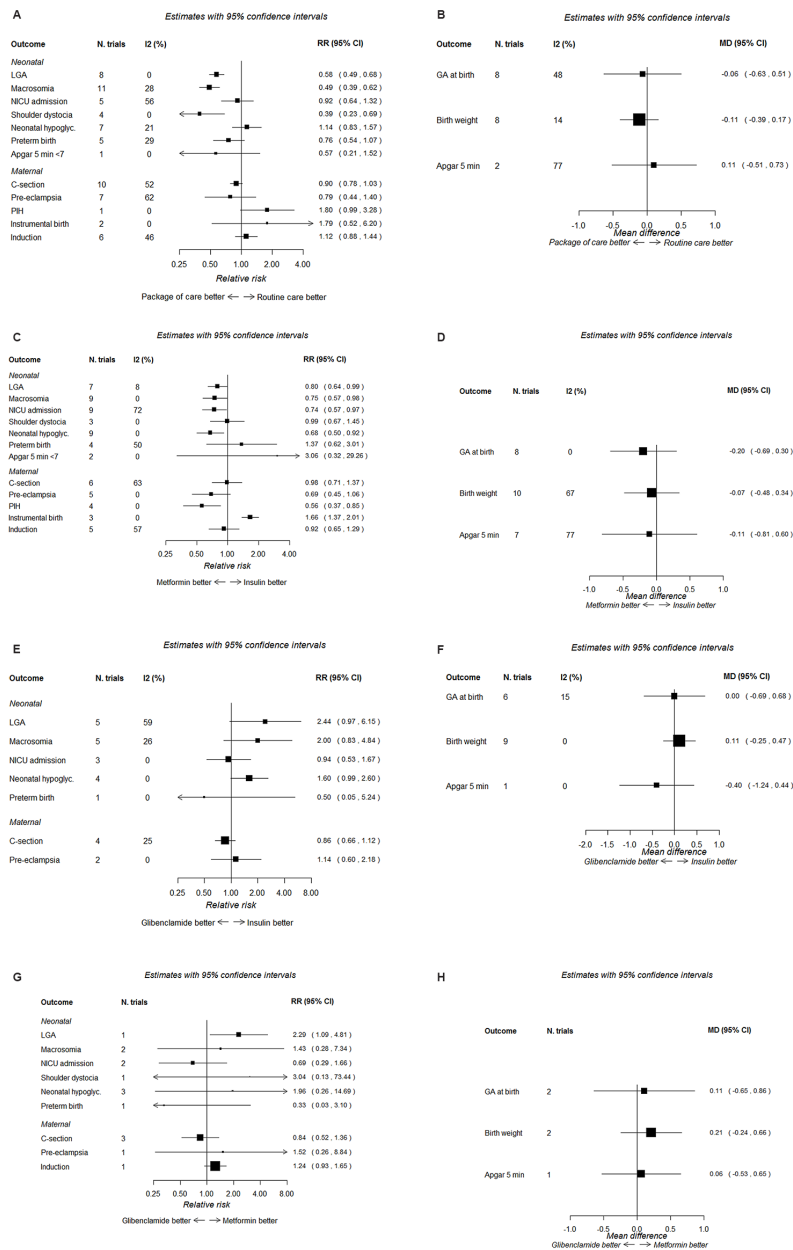 A
Estimates with 95% confidence intervals
Outcome N. trials I2 (%) RR (95% CI)
Neonatal
LGA 8 0 0.58 ( 0.49 , 0.68 )
Macrosomia 11 28 0.49 ( 0.39 , 0.62 )
NICU admission 5 56 0.92 ( 0.64 , 1.32 )
Shoulder dystocia 4 0 0.39 ( 0.23 , 0.69 )
Neonatal hypoglyc. 7 21 1.14 ( 0.83 , 1.57 )
Preterm birth 5 29 0.76 ( 0.54 , 1.07 )
Apgar 5 min <7 1 0 0.57 ( 0.21 , 1.52 )
Maternal
C-section 10 52 0.90 ( 0.78 , 1.03 )
Pre-eclampsia 7 62 0.79 ( 0.44 , 1.40 )
PIH 1 0 1.80 ( 0.99 , 3.28 )
Instrumental birth 2 0 1.79 ( 0.52 , 6.20 )
Induction 6 46 1.12 ( 0.88 , 1.44 )
0.25 0.50 1.00 2.00 4.00
Relative risk
Package of care better Routine care better
B
Estimates with 95% confidence intervals
Outcome N. trials I2 (%) MD (95% CI)
GA at birth 8 48 -0.06 ( -0.63 , 0.51 )
Birth weight 8 14 -0.11 ( -0.39 , 0.17 )
Apgar 5 min 2 77 0.11 ( -0.51 , 0.73 )
-1.0 -0.5 0.0 0.5 1.0
Mean difference
Package of care better Routine care better
C
Estimates with 95% confidence intervals
Outcome N. trials I2 (%) RR (95% CI)
Neonatal
LGA 7 8 0.80 ( 0.64 , 0.99 )
Macrosomia 9 0 0.75 ( 0.57 , 0.98 )
NICU admission 9 72 0.74 ( 0.57 , 0.97 )
Shoulder dystocia 3 0 0.99 ( 0.67 , 1.45 )
Neonatal hypoglyc. 9 0 0.68 ( 0.50 , 0.92 )
Preterm birth 4 50 1.37 ( 0.62 , 3.01 )
Apgar 5 min <7 2 0 3.06 ( 0.32 , 29.26 )
Maternal
C-section 6 63 0.98 ( 0.71 , 1.37 )
Pre-eclampsia 5 0 0.69 ( 0.45 , 1.06 )
PIH 4 0 0.56 ( 0.37 , 0.85 )
Instrumental birth 3 0 1.66 ( 1.37 , 2.01 )
Induction 5 57 0.92 ( 0.65 , 1.29 )
0.25 0.50 1.00 2.00 4.00
Relative risk
Metformin better Insulin better
D
Estimates with 95% confidence intervals
Outcome N. trials I2 (%) MD (95% CI)
GA at birth 8 0 -0.20 ( -0.69 , 0.30 )
Birth weight 10 67 -0.07 ( -0.48 , 0.34 )
Apgar 5 min 7 77 -0.11 ( -0.81 , 0.60 )
-1.0 -0.5 0.0 0.5 1.0
Mean difference
Metformin better Insulin better
E
Estimates with 95% confidence intervals
Outcome N. trials I2 (%) RR (95% CI)
Neonatal
LGA 5 59 2.44 ( 0.97 , 6.15 )
Macrosomia 5 26 2.00 ( 0.83 , 4.84 )
NICU admission 3 0 0.94 ( 0.53 , 1.67 )
Neonatal hypoglyc. 4 0 1.60 ( 0.99 , 2.60 )
Preterm birth 1 0 0.50 ( 0.05 , 5.24 )
Maternal
C-section 4 25 0.86 ( 0.66 , 1.12 )
Pre-eclampsia 2 0 1.14 ( 0.60 , 2.18 )
0.25 0.50 1.00 2.00 4.00 8.00
Relative risk
Glibenclamide better Insulin better
F
Estimates with 95% confidence intervals
Outcome N. trials I2 (%) MD (95% CI)
GA at birth 6 15 0.00 ( -0.69 , 0.68 )
Birth weight 9 0 0.11 ( -0.25 , 0.47 )
Apgar 5 min 1 0 -0.40 ( -1.24 , 0.44 )
-2.0 -1.5 -1.0 -0.5 0.0 0.5 1.0
Mean difference
Glibenclamide better Insulin better
G
Estimates with 95% confidence intervals
Outcome N. trials RR (95% CI)
Neonatal
LGA 1 2.29 ( 1.09 , 4.81 )
Macrosomia 2 1.43 ( 0.28 , 7.34 )
NICU admission 2 0.69 ( 0.29 , 1.66 )
Shoulder dystocia 1 3.04 ( 0.13 , 73.44 )
Neonatal hypoglyc. 3 1.96 ( 0.26 , 14.69 )
Preterm birth 1 0.33 ( 0.03 , 3.10 )
Maternal
C-section 3 0.84 ( 0.52 , 1.36 )
Pre-eclampsia 1 1.52 ( 0.26 , 8.84 )
Induction 1 1.24 ( 0.93 , 1.65 )
0.25 0.50 1.00 2.00 4.00 8.00
Relative risk
Glibenclamide better Metformin better
H
Estimates with 95% confidence intervals
Outcome N. trials MD (95% CI)
GA at birth 2 0.11 ( -0.65 , 0.86 )
Birth weight 2 0.21 ( -0.24 , 0.66 )
Apgar 5 min 1 0.06 ( -0.53 , 0.65 )
-1.0 -0.5 0.0 0.5 1.0
Mean difference
Glibenclamide better Metformin better